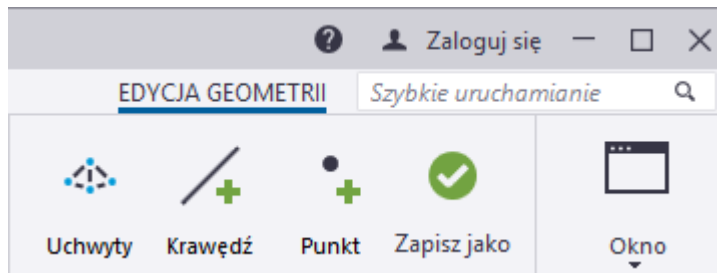 Zaloguj się
EDYCJA GEOMETRII Szybkie uruchamianie
Uchwyty Krawędź Punkt Zapisz jako Okno